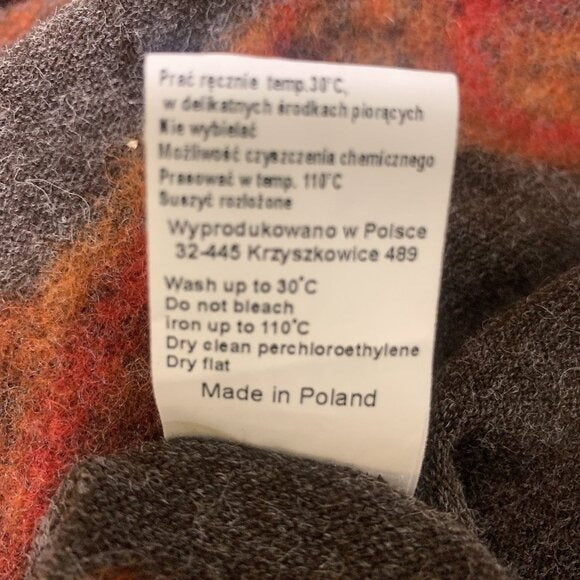 Prać ręcznie temp.30°C,
w delikatnych środkach piorących
Nie wybielać
Możliwość czyszczenia chemicznego
Prasować w temp. 110°C
Suszyć rozłożone
Wyprodukowano w Polsce
32-445 Krzyszkowice 489
Wash up to 30°C
Do not bleach
Iron up to 110°C
Dry clean perchloroethylene
Dry flat
Made in Poland